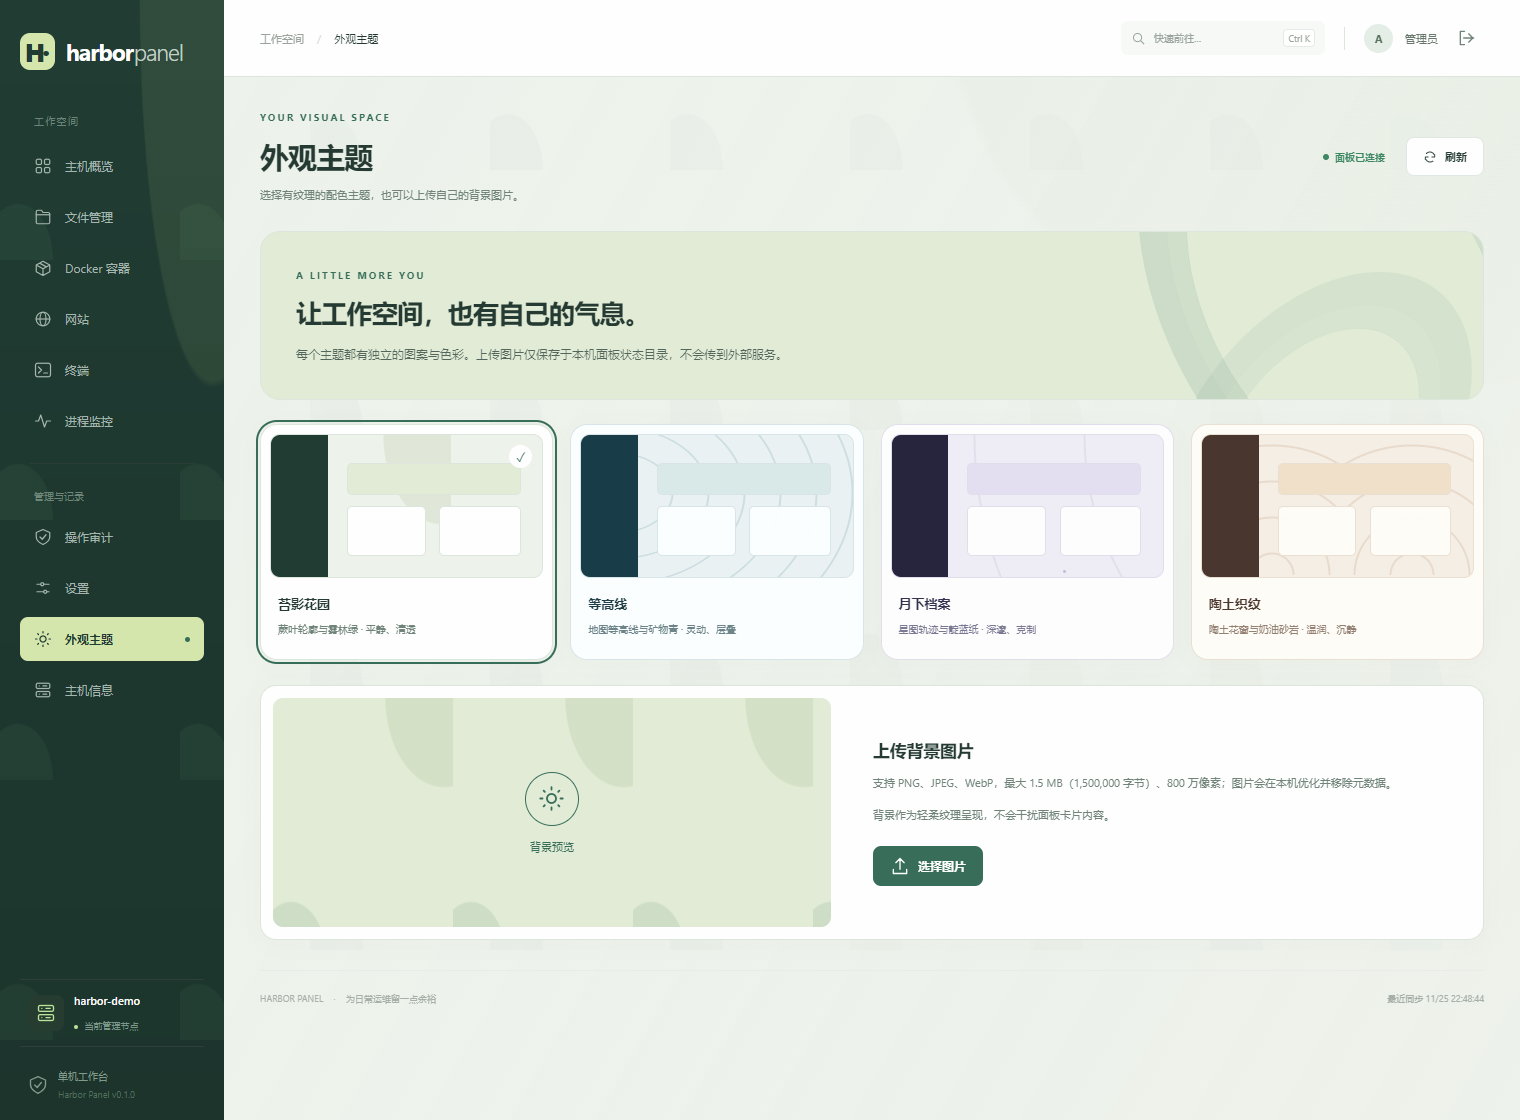 harborpanel
工作空间
主机概览
文件管理
Docker 容器
网站
终端
进程监控
管理与记录
操作审计
设置
外观主题
主机信息
harbor-demo
当前管理节点
单机工作台
Harbor Panel v0.1.0
工作空间 / 外观主题
快速前往... Ctrl K
A 管理员
YOUR VISUAL SPACE
外观主题
选择有纹理的配色主题，也可以上传自己的背景图片。
面板已连接
刷新
A LITTLE MORE YOU
让工作空间，也有自己的气息。
每个主题都有独立的图案与色彩。上传图片仅保存于本机面板状态目录，不会传到外部服务。
苔影花园
蕨叶轮廓与雾林绿 · 平静、清透
等高线
地图等高线与矿物青 · 灵动、层叠
月下档案
星图轨迹与靛蓝纸 · 深邃、克制
陶土织纹
陶土花窗与奶油砂岩 · 温润、沉静
背景预览
上传背景图片
支持 PNG、JPEG、WebP，最大 1.5 MB（1,500,000 字节）、800 万像素；图片会在本机优化并移除元数据。
背景作为轻柔纹理呈现，不会干扰面板卡片内容。
选择图片
HARBOR PANEL · 为日常运维留一点余裕
最近同步 11/25 22:48:44